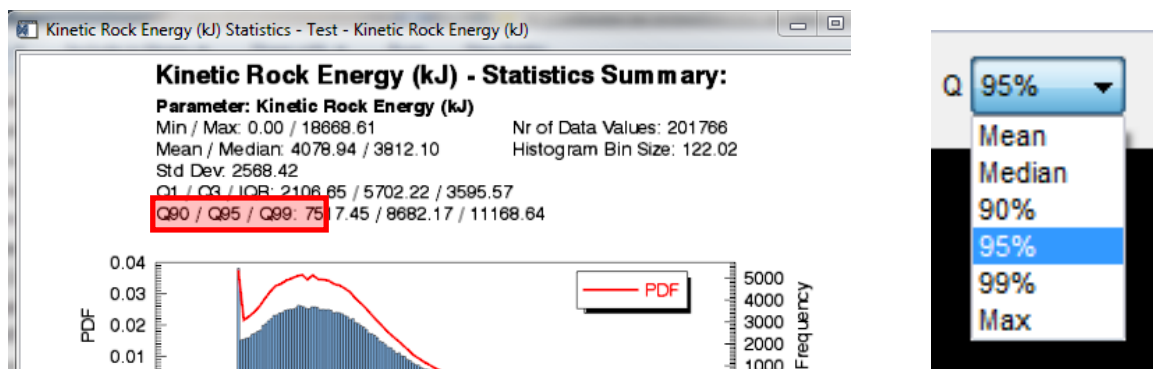 Kinetic Rock Energy (kJ) Statistics - Test - Kinetic Rock Energy (kJ)
Kinetic Rock Energy (kJ) - Statistics Summary:
Parameter: Kinetic Rock Energy (kJ)
Min / Max: 0.00 / 18668.61 Nr of Data Values: 201766
Mean / Median: 4078.94 / 3812.10 Histogram Bin Size: 122.02
Std Dev: 2568.42
Q1 / Q3 / IQR: 2106.65 / 5702.22 / 3595.57
Q90 / Q95 / Q99: 7517.45 / 8682.17 / 11168.64
0.04
0.03
0.02
0.01
PDF
PDF
5000
4000
3000
2000
1000
Frequency
Q 95%
Mean
Median
90%
95%
99%
Max